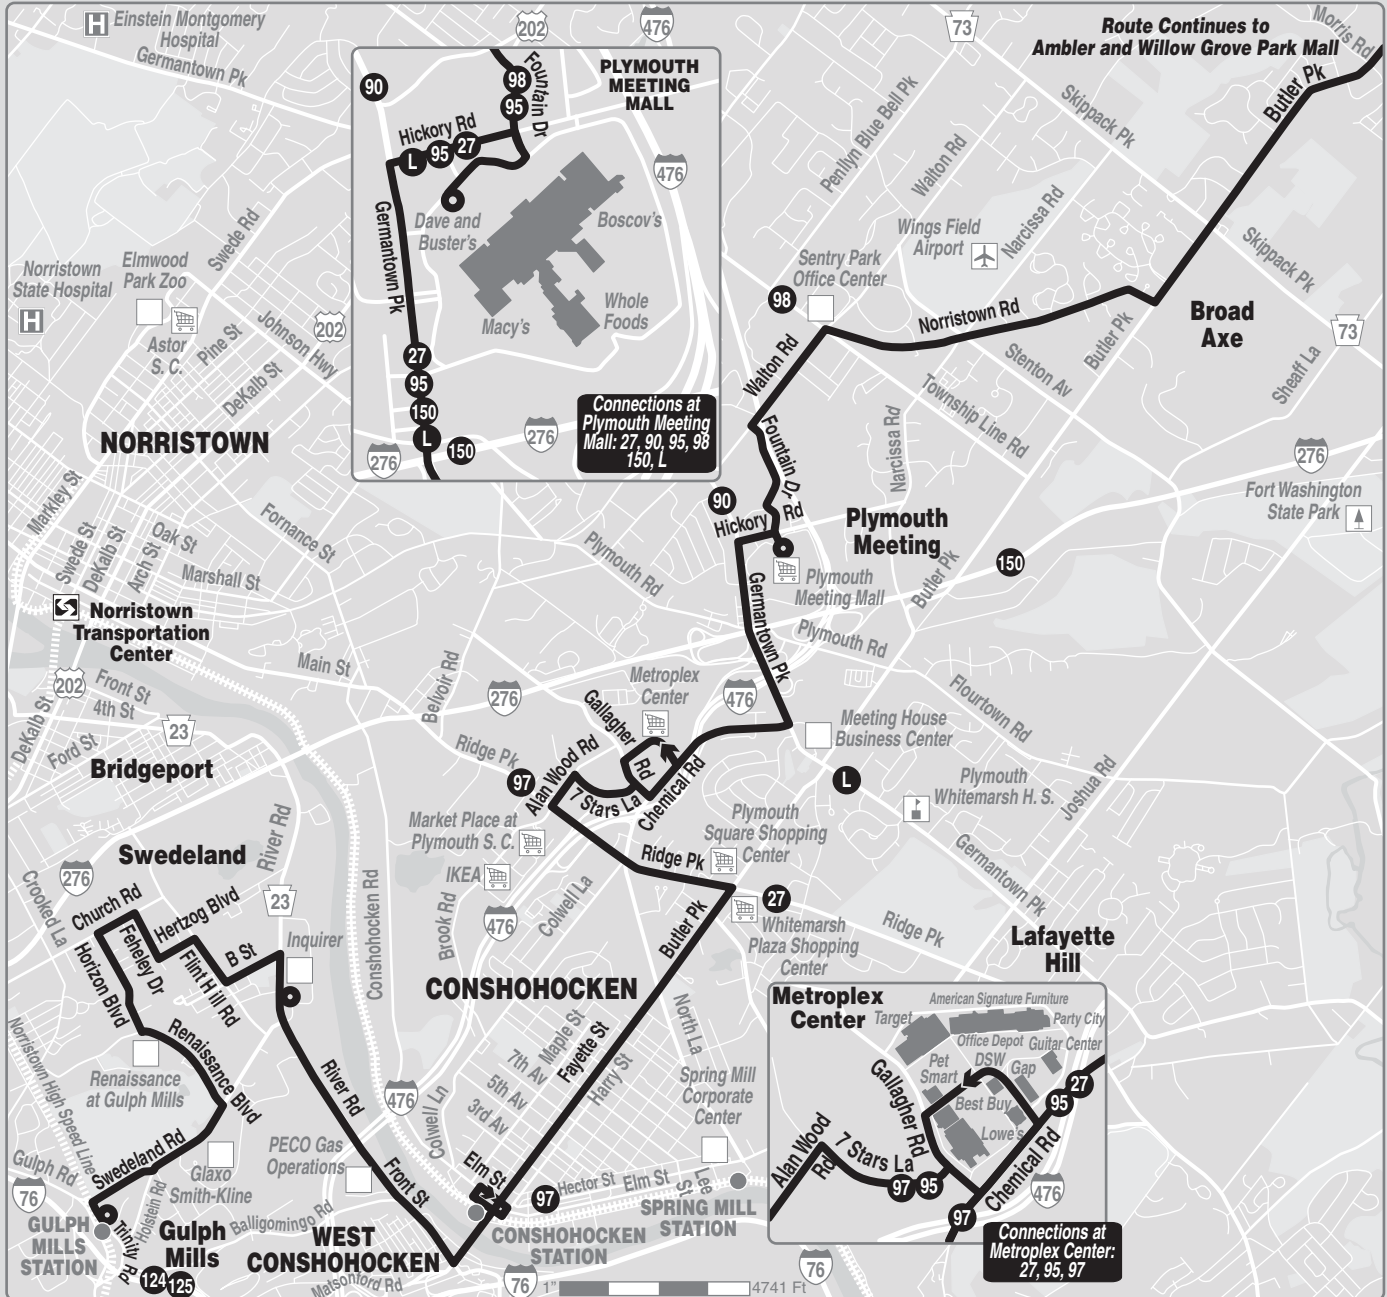 Einstein Montgomery
Hospital
Germantown Pk
202
476
73
Route Continues to
Ambler and Willow Grove Park Mall
Morris Rd
Butler Pk
Skippack Pk
Penllyn Blue Bell Pk
Walton Rd
Narcissa Rd
Wings Field
Airport
Sentry Park
Office Center
98
Norristown Rd
Skippack Pk
Broad
Axe
73
Butler Pk
Stenton Av
Sheaff La
Township Line Rd
Walton Rd
Fountain Dr
Narcissa Rd
276
Fort Washington
State Park
90
Hickory Rd
Plymouth
Meeting
Plymouth
Meeting Mall
Butler Pk
150
Germantown Pk
Plymouth Rd
PLYMOUTH
MEETING
MALL
90
98
95
Fountain Dr
Hickory Rd
L
95
27
476
Dave and
Buster's
Boscov's
Germantown Pk
Macy's
Whole
Foods
27
95
150
L
150
276
276
Connections at
Plymouth Meeting
Mall: 27, 90, 95, 98
150, L
Norristown
State Hospital
Elmwood
Park Zoo
Swede Rd
Astor
S. C.
Pine St
Johnson Hwy
202
DeKalb St
NORRISTOWN
Markley St
Swede St
DeKalb St
Arch St
Oak St
Marshall St
Fornance St
Plymouth Rd
Norristown
Transportation
Center
Main St
202
Front St
4th St
23
DeKalb St
Ford St
Bridgeport
Belvoir Rd
276
Ridge Pk
Metroplex
Center
Gallagher
Rd
476
Meeting House
Business Center
Flourtown Rd
97
Alan Wood Rd
7 Stars La
Chemical Rd
L
Plymouth
Whitemarsh H. S.
Joshua Rd
Market Place at
Plymouth S. C.
Plymouth
Square Shopping
Center
Ridge Pk
IKEA
Germantown Pk
River Rd
Swedeland
276
Crooked La
Church Rd
Hertzog Blvd
23
Feheley Dr
Inquirer
B St
Flint Hill Rd
Horizon Blvd
Conshohocken Rd
Brook Rd
476
Colwell La
Butler Pk
27
Whitemarsh
Plaza Shopping
Center
Ridge Pk
Lafayette
Hill
CONSHOHOCKEN
Norristown High Speed Line
Renaissance Blvd
Renaissance
at Gulph Mills
River Rd
Maple St
7th Av
5th Av
3rd Av
Fayette St
Harry St
North La
Spring Mill
Corporate
Center
476
Colwell Ln
PECO Gas
Operations
Swedeland Rd
Glaxo
Smith-Kline
Gulph Rd
76
Holstein Rd
Front St
Elm St
97
Hector St
Elm St
Lee St
SPRING MILL
STATION
GULPH
MILLS
STATION
Trinity Rd
Gulph
Mills
Balligomingo Rd
WEST
CONSHOHOCKEN
CONSHOHOCKEN
STATION
124
125
Matsonford Rd
76
1"
4741 Ft
76
Metroplex
Center
American Signature Furniture
Target
Party City
Office Depot
Guitar Center
Pet
Smart
DSW
Gap
Best Buy
Lowe's
27
95
Gallagher Rd
Alan Wood
Rd
7 Stars La
97
95
Chemical Rd
476
97
Connections at
Metroplex Center:
27, 95, 97